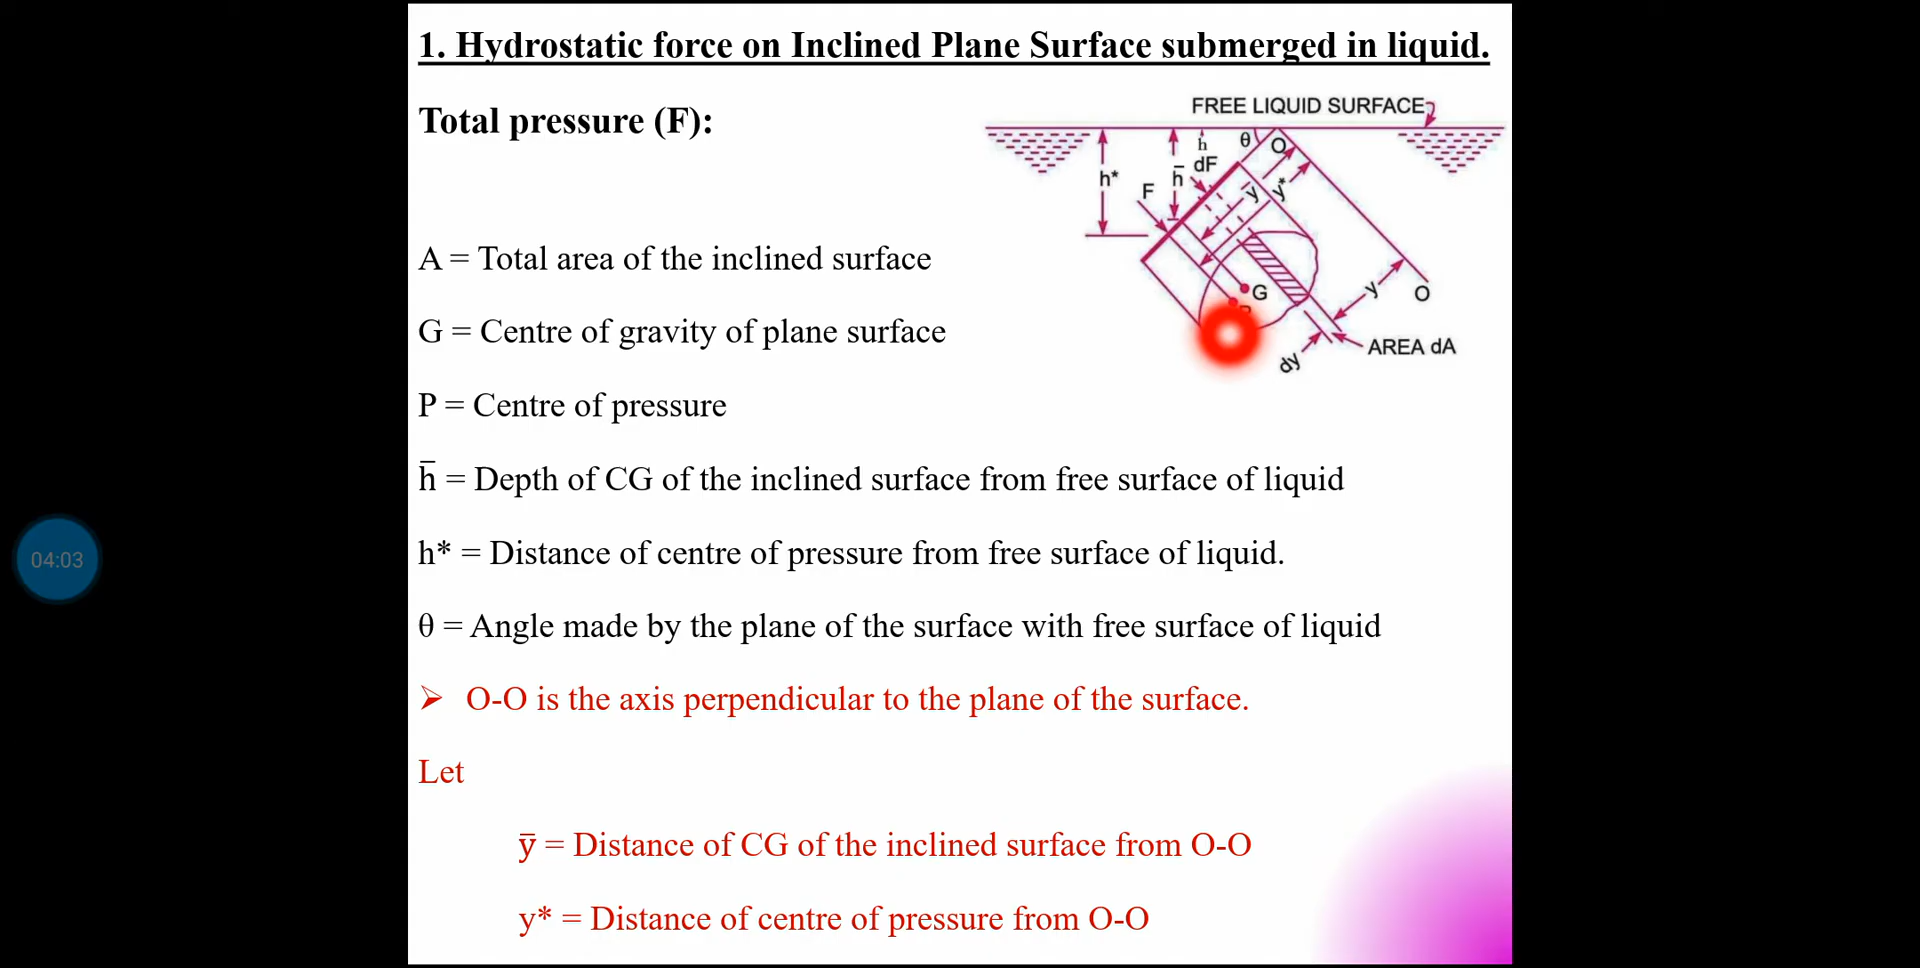 1. Hydrostatic force on Inclined Plane Surface submerged in liquid.
Total pressure (F):
FREE LIQUID SURFACE
h*
h̄
h
θ
O
dF
F
ȳ
y*
G
y
O
dy
AREA dA
A = Total area of the inclined surface
G = Centre of gravity of plane surface
P = Centre of pressure
h̄ = Depth of CG of the inclined surface from free surface of liquid
h* = Distance of centre of pressure from free surface of liquid.
04:03
θ = Angle made by the plane of the surface with free surface of liquid
➢ O-O is the axis perpendicular to the plane of the surface.
Let
ȳ = Distance of CG of the inclined surface from O-O
y* = Distance of centre of pressure from O-O